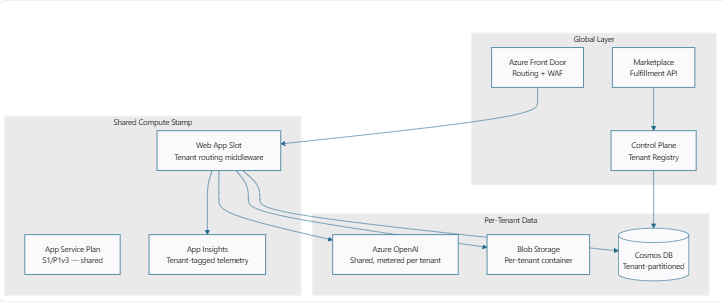 Global Layer
Azure Front Door
Routing + WAF
Marketplace
Fulfillment API
Shared Compute Stamp
Web App Slot
Tenant routing middleware
Control Plane
Tenant Registry
Per-Tenant Data
App Service Plan
S1/P1v3 — shared
App Insights
Tenant-tagged telemetry
Azure OpenAI
Shared, metered per tenant
Blob Storage
Per-tenant container
Cosmos DB
Tenant-partitioned